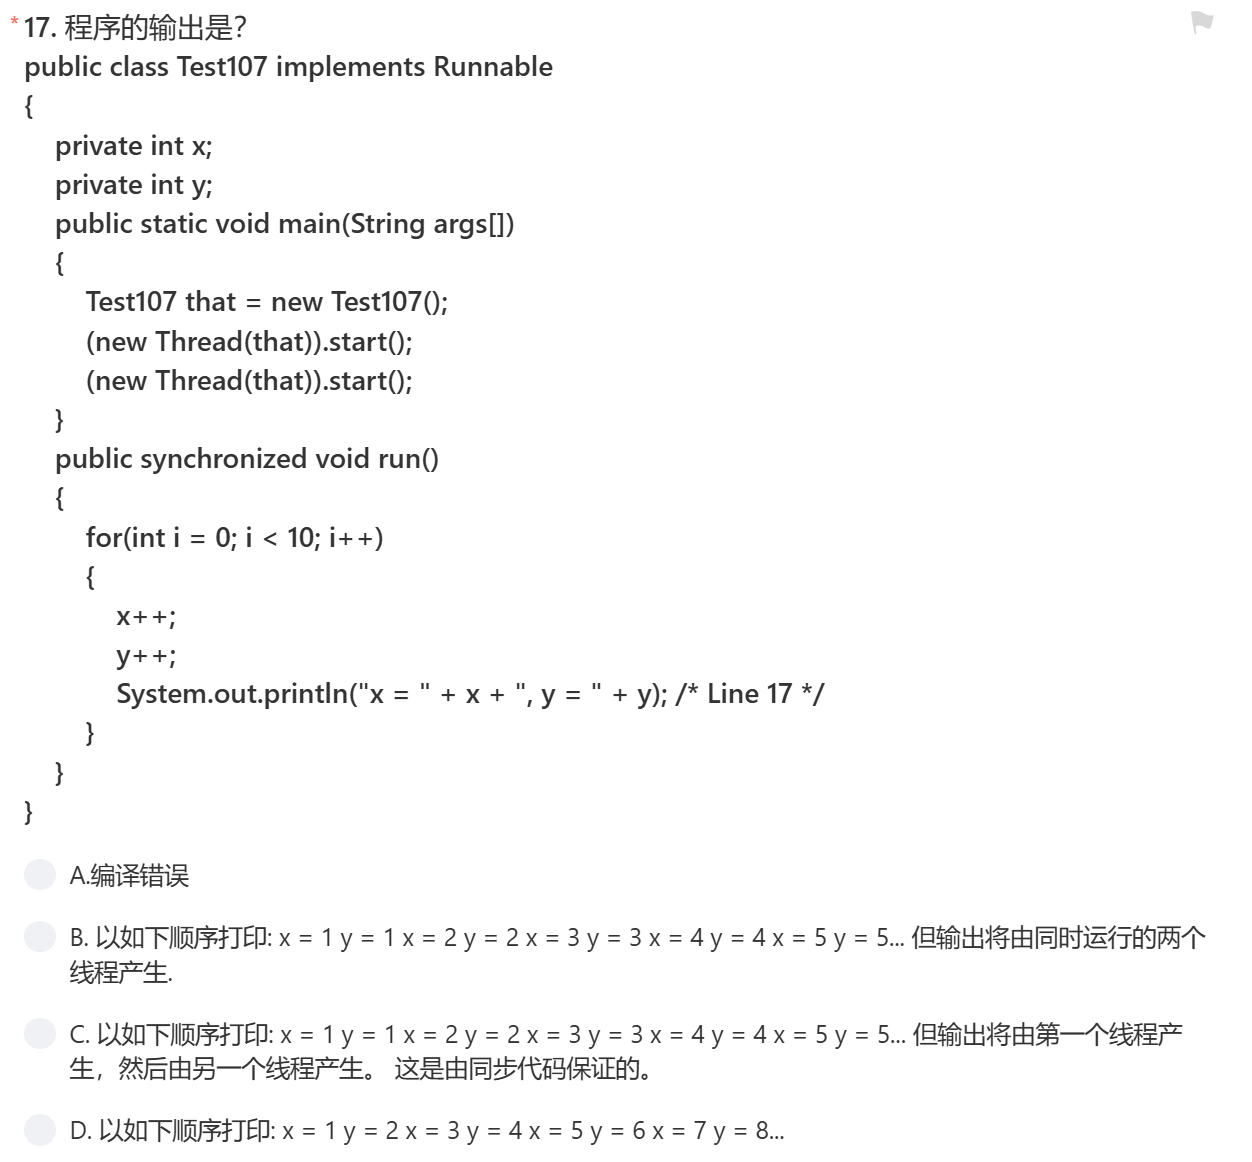 * 17. 程序的输出是?
public class Test107 implements Runnable
{
private int x;
private int y;
public static void main(String args[])
{
Test107 that = new Test107();
(new Thread(that)).start();
(new Thread(that)).start();
}
public synchronized void run()
{
for(int i = 0; i < 10; i++)
{
x++;
y++;
System.out.println("x = " + x + ", y = " + y); /* Line 17 */
}
}
}
A.编译错误
B. 以如下顺序打印: x = 1 y = 1 x = 2 y = 2 x = 3 y = 3 x = 4 y = 4 x = 5 y = 5... 但输出将由同时运行的两个
线程产生.
C. 以如下顺序打印: x = 1 y = 1 x = 2 y = 2 x = 3 y = 3 x = 4 y = 4 x = 5 y = 5... 但输出将由第一个线程产
生，然后由另一个线程产生。 这是由同步代码保证的。
D. 以如下顺序打印: x = 1 y = 2 x = 3 y = 4 x = 5 y = 6 x = 7 y = 8...